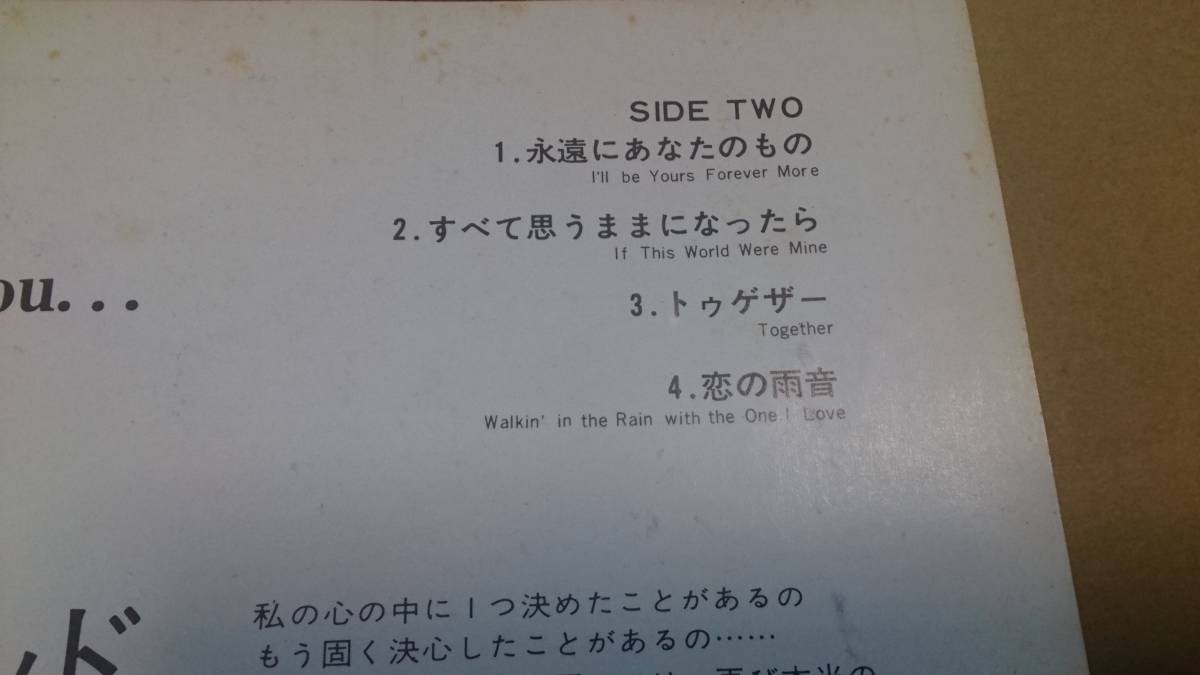 SIDE TWO
1.永遠にあなたのもの
I'll be Yours Forever More
2.すべて思うままになったら
If This World Were Mine
ou...
3.トゥゲザー
Together
4.恋の雨音
Walkin' in the Rain with the One I Love
私の心の中に1つ決めたことがあるの
もう固く決心したことがあるの……
ンド